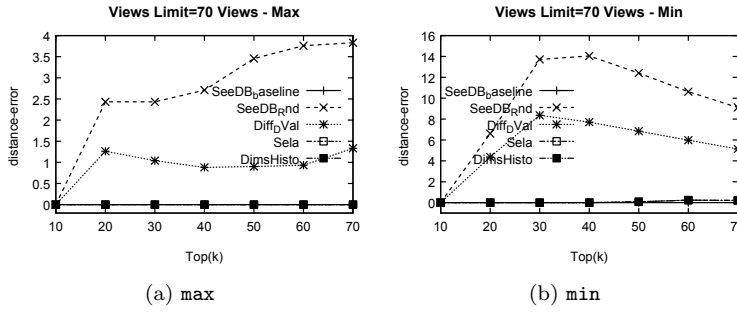 Views Limit=70 Views - Max
distance-error
4
3.5
3
2.5
2
1.5
1
0.5
0
SeeDB_baseline
SeeDB_Rnd
Diff_DVal
Sela
DimsHisto
10 20 30 40 50 60 70
Top(k)
(a) max
Views Limit=70 Views - Min
distance-error
16
14
12
10
8
6
4
2
0
SeeDB_baseline
SeeDB_Rnd
Diff_DVal
Sela
DimsHisto
10 20 30 40 50 60 70
Top(k)
(b) min